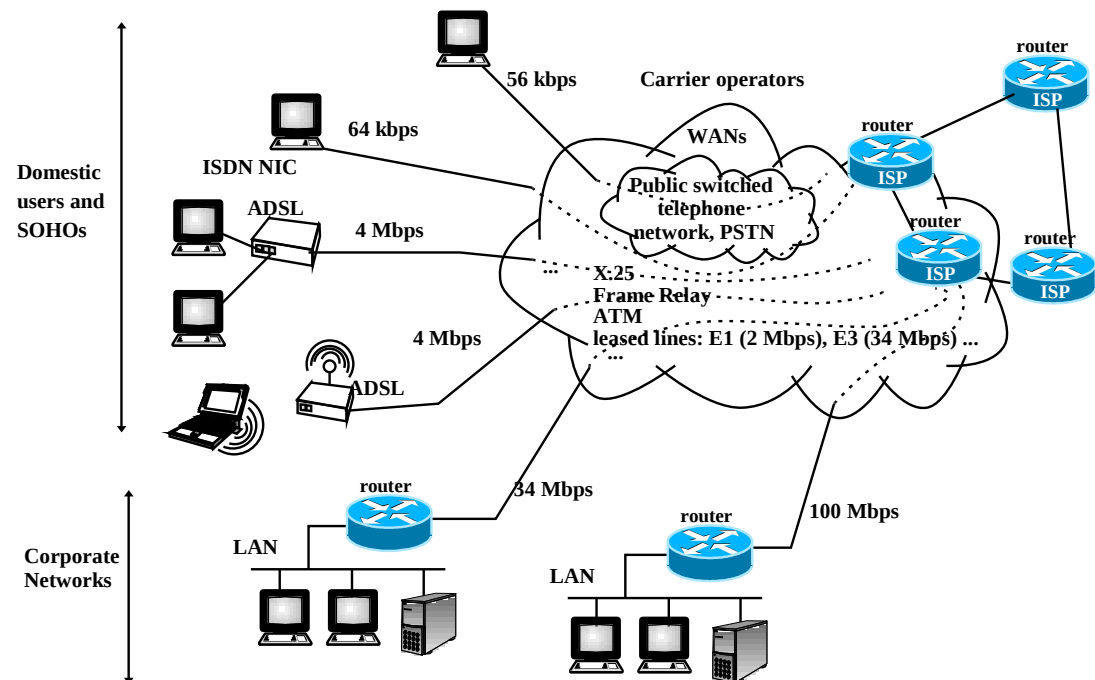 router
56 kbps
Carrier operators
ISP
64 kbps
WANs
router
ISDN NIC
Domestic
users and
SOHOs
Public switched
telephone
network, PSTN
ISP
ADSL
router
4 Mbps
router
...
X.25
ISP
ISP
Frame Relay
ATM
4 Mbps
leased lines: E1 (2 Mbps), E3 (34 Mbps) ...
....
ADSL
router
34 Mbps
router
100 Mbps
Corporate
Networks
LAN
LAN